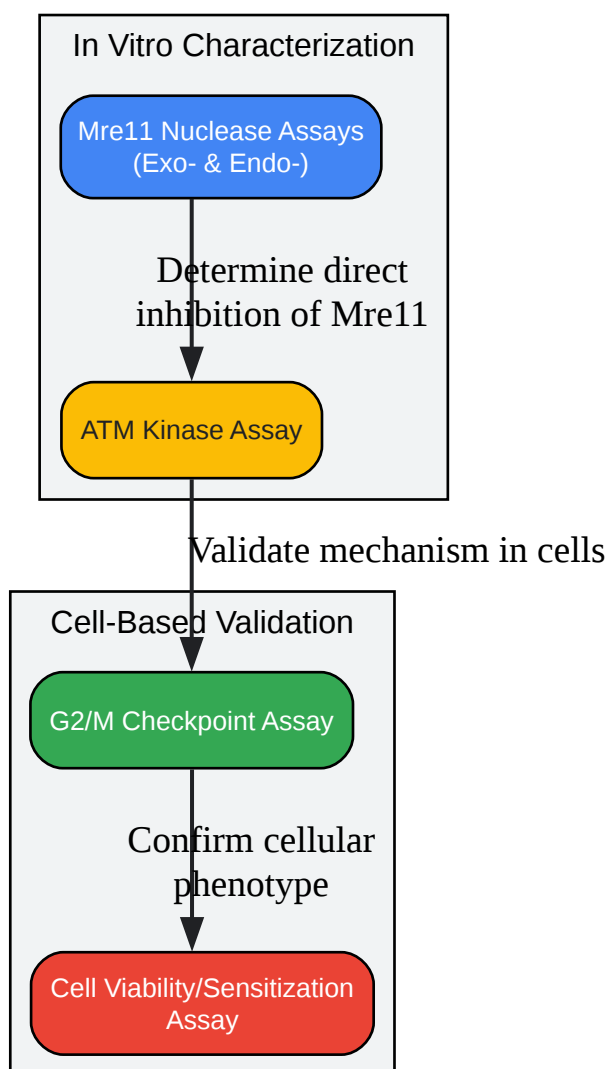 In Vitro Characterization
Mre11 Nuclease Assays
(Exo- & Endo-)
Determine direct
inhibition of Mre11
ATM Kinase Assay
Validate mechanism in cells
Cell-Based Validation
G2/M Checkpoint Assay
Confirm cellular
phenotype
Cell Viability/Sensitization
Assay